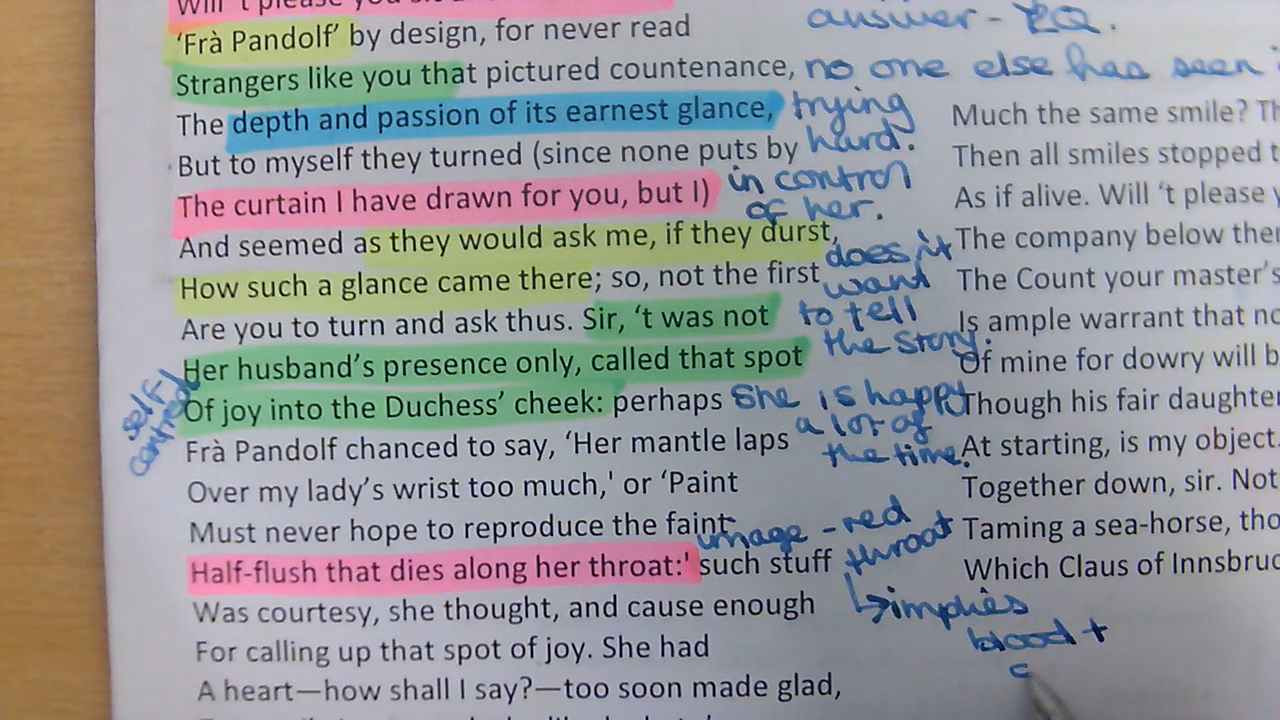 Will 't please you
answer - RQ.
'Frà Pandolf' by design, for never read
Strangers like you that pictured countenance, no one else has seen
The depth and passion of its earnest glance, trying
hard.
But to myself they turned (since none puts by
The curtain I have drawn for you, but I) in control
of her.
And seemed as they would ask me, if they durst,
How such a glance came there; so, not the first does it
want
Are you to turn and ask thus. Sir, 't was not to tell
the story.
Her husband's presence only, called that spot
self/
control
Of joy into the Duchess' cheek: perhaps she is happy
a lot of
the time.
Frà Pandolf chanced to say, 'Her mantle laps
Over my lady's wrist too much,' or 'Paint
Must never hope to reproduce the faint
image - red
throat
Half-flush that dies along her throat:' such stuff
↳ implies
blood +
Was courtesy, she thought, and cause enough
For calling up that spot of joy. She had
A heart—how shall I say?—too soon made glad,
Much the same smile?
Then all smiles stopped
As if alive. Will 't please
The company below
The Count your master's
Is ample warrant that
Of mine for dowry will
Though his fair daughter
At starting, is my object.
Together down, sir. Not
Taming a sea-horse,
Which Claus of